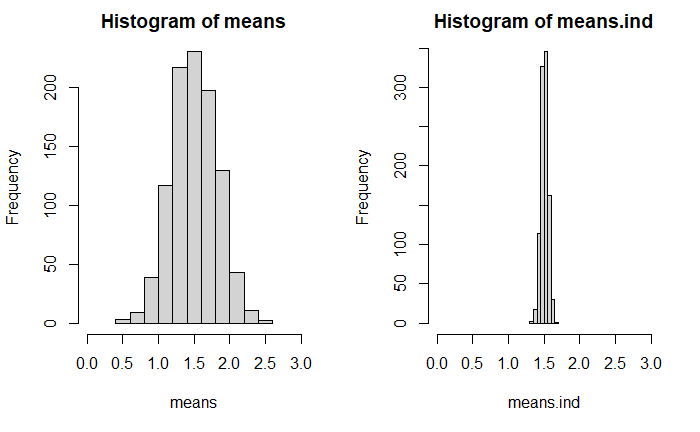 Histogram of means
Frequency
0 50 100 150 200
0.0 0.5 1.0 1.5 2.0 2.5 3.0
means
Histogram of means.ind
Frequency
0 50 100 300
0.0 0.5 1.0 1.5 2.0 2.5 3.0
means.ind